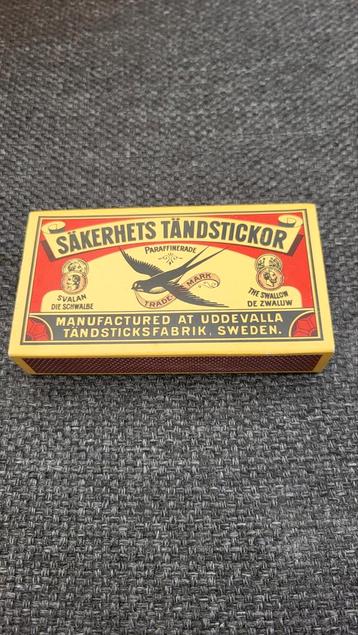 SÄKERHETS TÄNDSTICKOR
PARAFFINERADE
TRADE MARK
SVALAN
DIE SCHWALBE
THE SWALLOW
DE ZWALUW
MANUFACTURED AT UDDEVALLA
TÄNDSTICKSFABRIK, SWEDEN.